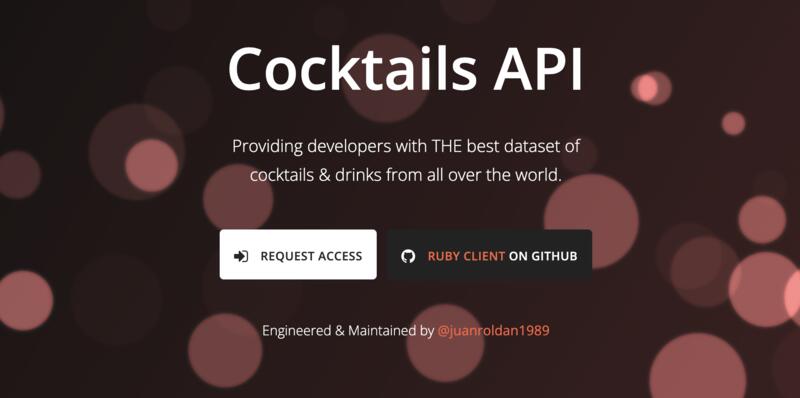 Cocktails API
Providing developers with THE best dataset of
cocktails & drinks from all over the world.
REQUEST ACCESS
RUBY CLIENT ON GITHUB
Engineered & Maintained by @juanroldan1989